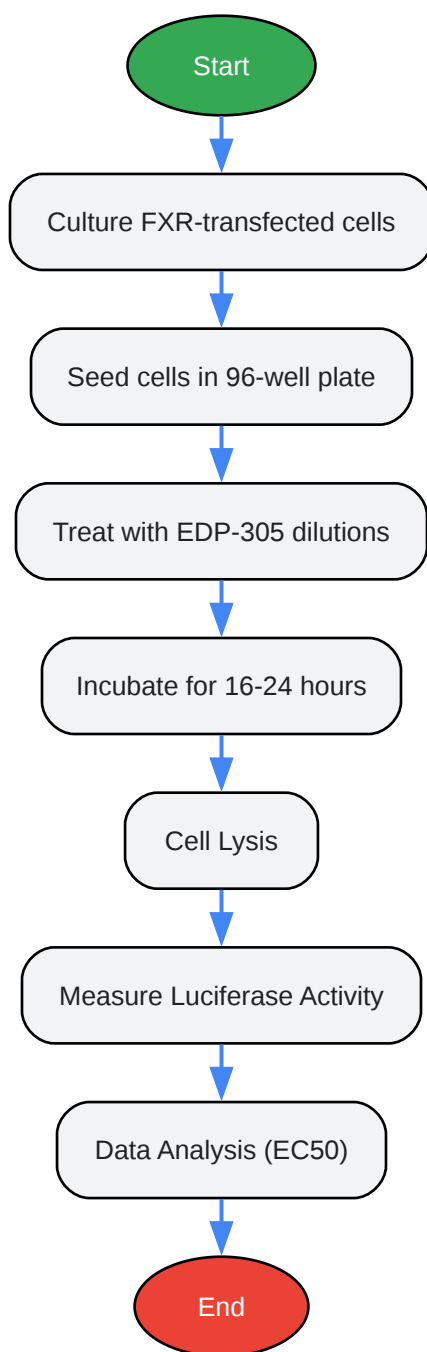 Start
Culture FXR-transfected cells
Seed cells in 96-well plate
Treat with EDP-305 dilutions
Incubate for 16-24 hours
Cell Lysis
Measure Luciferase Activity
Data Analysis (EC50)
End